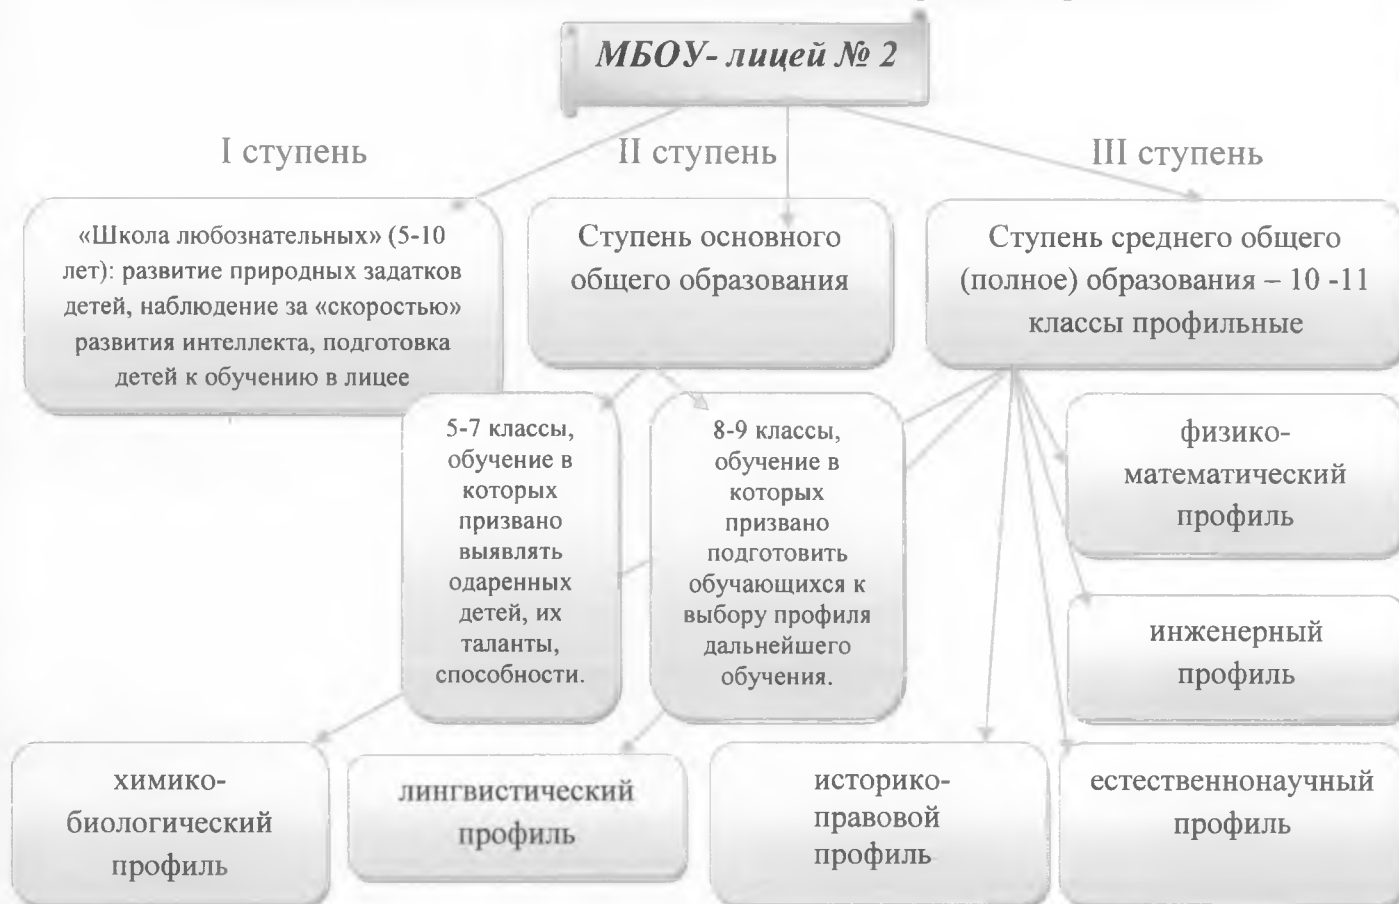 МБОУ- лицей № 2
I ступень
II ступень
III ступень
«Школа любознательных» (5-10
лет): развитие природных задатков
детей, наблюдение за «скоростью»
развития интеллекта, подготовка
детей к обучению в лицее
Ступень основного
общего образования
Ступень среднего общего
(полное) образования – 10 -11
классы профильные
5-7 классы,
обучение в
которых
призвано
выявлять
одаренных
детей, их
таланты,
способности.
8-9 классы,
обучение в
которых
призвано
подготовить
обучающихся к
выбору профиля
дальнейшего
обучения.
физико-
математический
профиль
инженерный
профиль
химико-
биологический
профиль
лингвистический
профиль
историко-
правовой
профиль
естественнонаучный
профиль